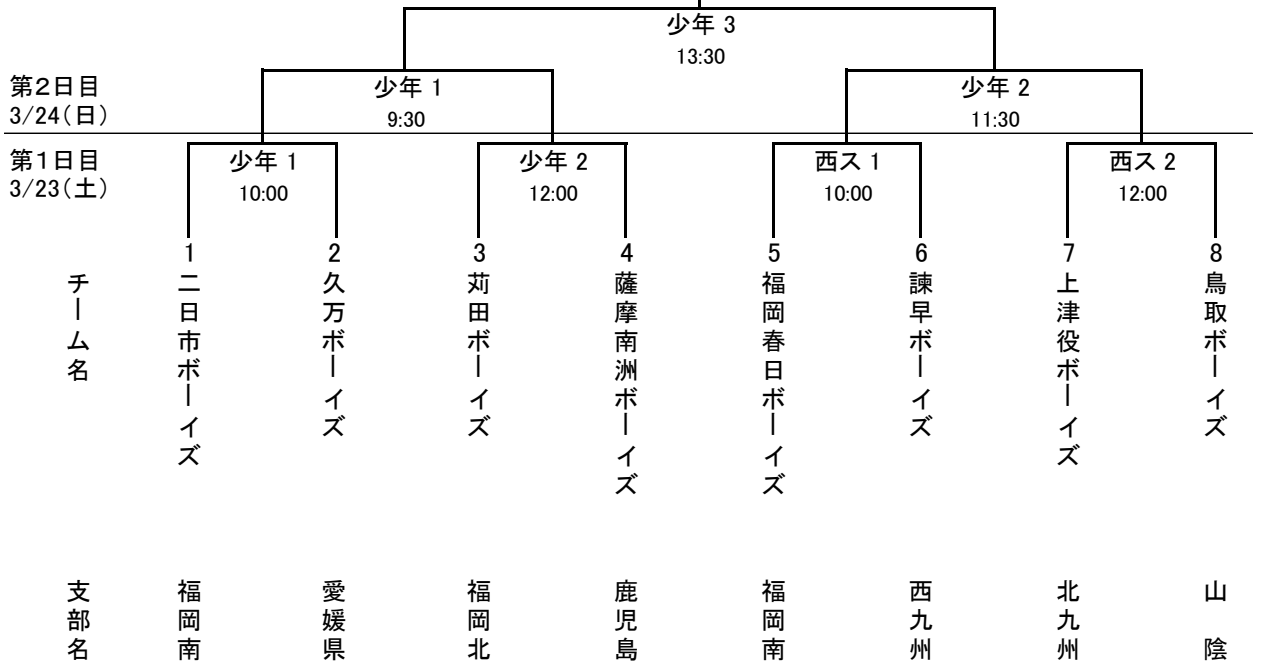 少年 3
13:30
第2日目
3/24(日)
少年 1
9:30
少年 2
11:30
第1日目
3/23(土)
少年 1
10:00
少年 2
12:00
西ス 1
10:00
西ス 2
12:00
チーム名
1 二日市ボーイズ
2 久万ボーイズ
3 苅田ボーイズ
4 薩摩南洲ボーイズ
5 福岡春日ボーイズ
6 諫早ボーイズ
7 上津役ボーイズ
8 鳥取ボーイズ
支部名
福岡南
愛媛県
福岡北
鹿児島
福岡南
西九州
北九州
山陰